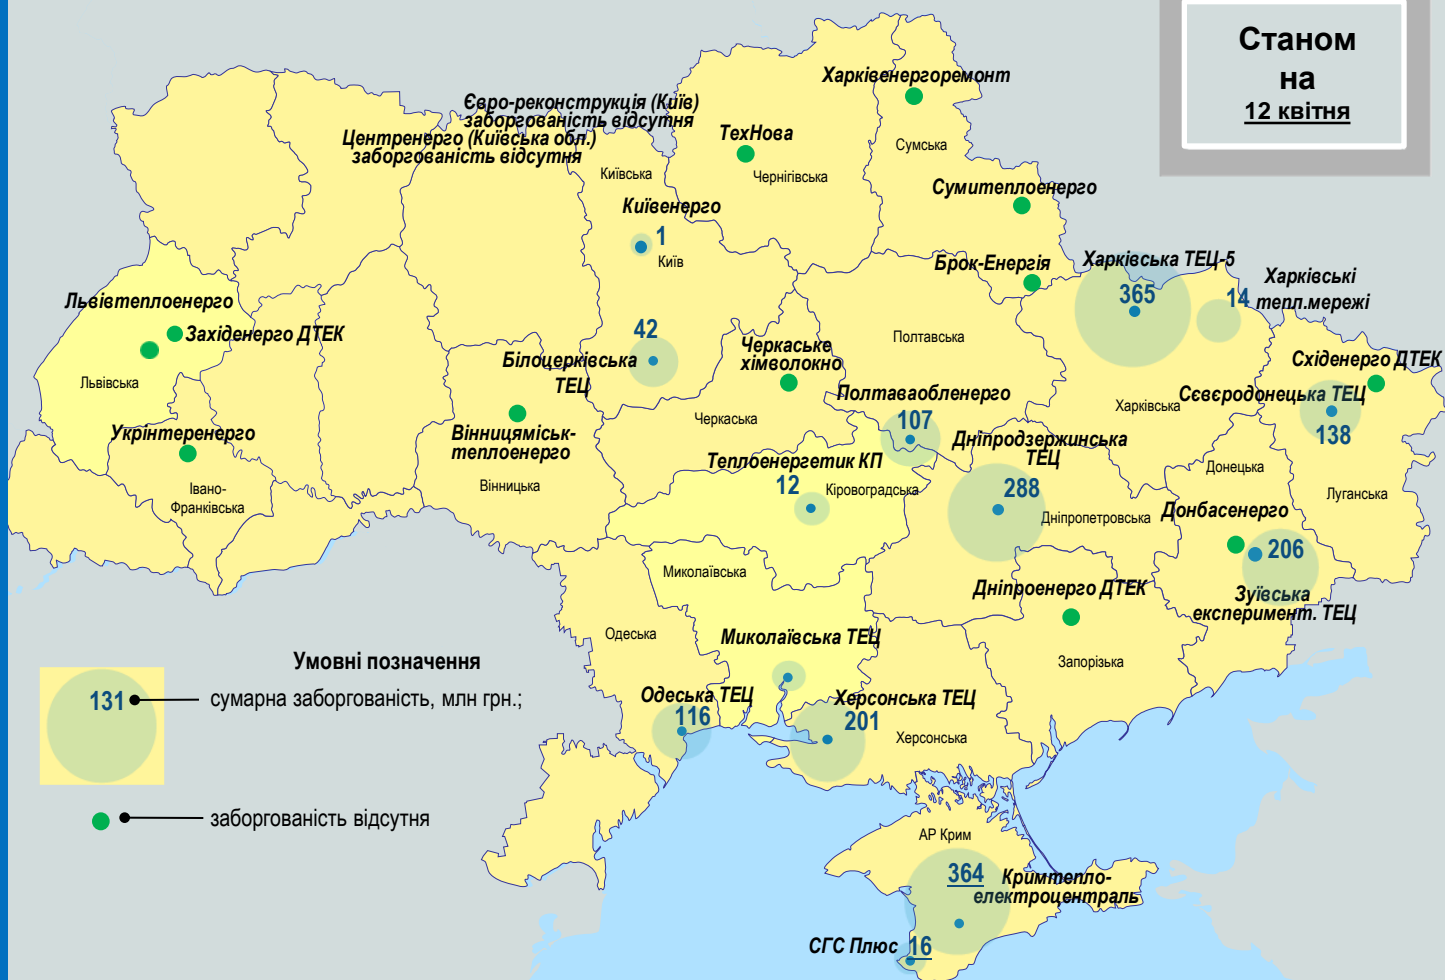 Станом
на
12 квітня
Харківенергоремонт
Євро-реконструкція (Київ)
заборгованість відсутня
Центренерго (Київська обл.)
заборгованість відсутня
ТехНова
Сумська
Київська
Чернігівська
Сумитеплоенерго
Київенерго
1
Київ
Брок-Енергія
Харківська ТЕЦ-5
365
Харківські
14 тепл.мережі
Львівтеплоенерго
Західенерго ДТЕК
Львівська
42
Білоцерківська
ТЕЦ
Черкаське
хімволокно
Полтавська
Полтаваобленерго
107
Східенерго ДТЕК
Сєвєродонецька ТЕЦ
138
Харківська
Черкаська
Укрінтеренерго
Вінницяміськ-
теплоенерго
Вінницька
Івано-
Франківська
Теплоенергетик КП
12
Кіровоградська
Дніпродзержинська
ТЕЦ
288
Дніпропетровська
Донецька
Луганська
Донбасенерго
206
Зуївська
експеримент. ТЕЦ
Миколаївська
Дніпроенерго ДТЕК
Одеська
Миколаївська ТЕЦ
Запорізька
Умовні позначення
131
сумарна заборгованість, млн грн.;
заборгованість відсутня
Одеська ТЕЦ
116
Херсонська ТЕЦ
201
Херсонська
АР Крим
364
Кримтепло-
електроцентраль
СГС Плюс 16